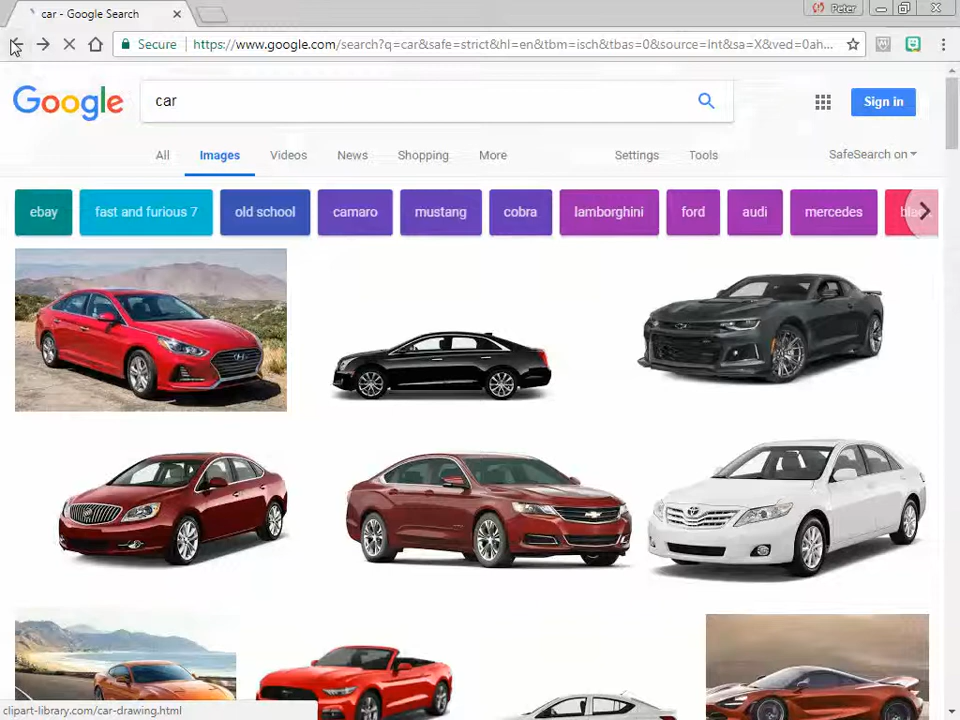 car - Google Search
Peter
Secure
https://www.google.com/search?q=car&safe=strict&hl=en&tbm=isch&tbas=0&source=lnt&sa=X&ved=0ah...
Google
car
Sign in
All Images Videos News Shopping More Settings Tools SafeSearch on
ebay fast and furious 7 old school camaro mustang cobra lamborghini ford audi mercedes
clipart-library.com/car-drawing.html